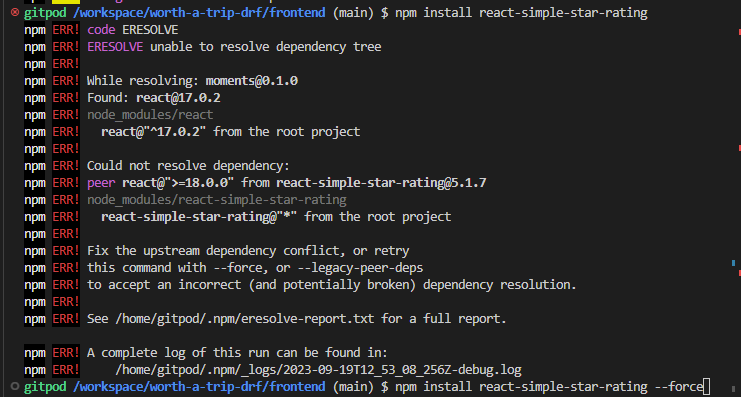 gitpod /workspace/worth-a-trip-drf/frontend (main) $ npm install react-simple-star-rating
npm ERR! code ERESOLVE
npm ERR! ERESOLVE unable to resolve dependency tree
npm ERR!
npm ERR! While resolving: moments@0.1.0
npm ERR! Found: react@17.0.2
npm ERR! node_modules/react
npm ERR!   react@"^17.0.2" from the root project
npm ERR!
npm ERR! Could not resolve dependency:
npm ERR! peer react@">=18.0.0" from react-simple-star-rating@5.1.7
npm ERR! node_modules/react-simple-star-rating
npm ERR!   react-simple-star-rating@"*" from the root project
npm ERR!
npm ERR! Fix the upstream dependency conflict, or retry
npm ERR! this command with --force, or --legacy-peer-deps
npm ERR! to accept an incorrect (and potentially broken) dependency resolution.
npm ERR!
npm ERR! See /home/gitpod/.npm/eresolve-report.txt for a full report.

npm ERR! A complete log of this run can be found in:
npm ERR!     /home/gitpod/.npm/_logs/2023-09-19T12_53_08_256Z-debug.log
gitpod /workspace/worth-a-trip-drf/frontend (main) $ npm install react-simple-star-rating --force